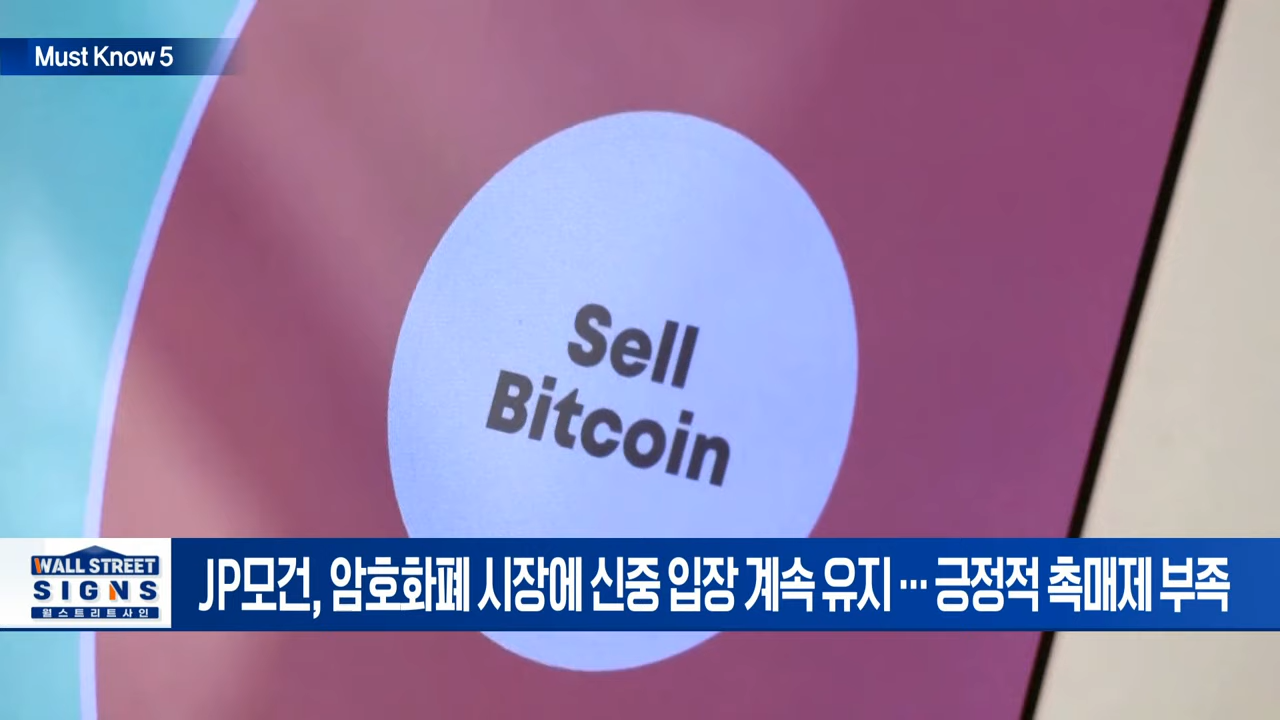 Must Know 5
Sell
Bitcoin
WALL STREET
SIGNS
월스트리트사인
JP모건, 암호화폐 시장에 신중 입장 계속 유지… 긍정적 촉매제 부족